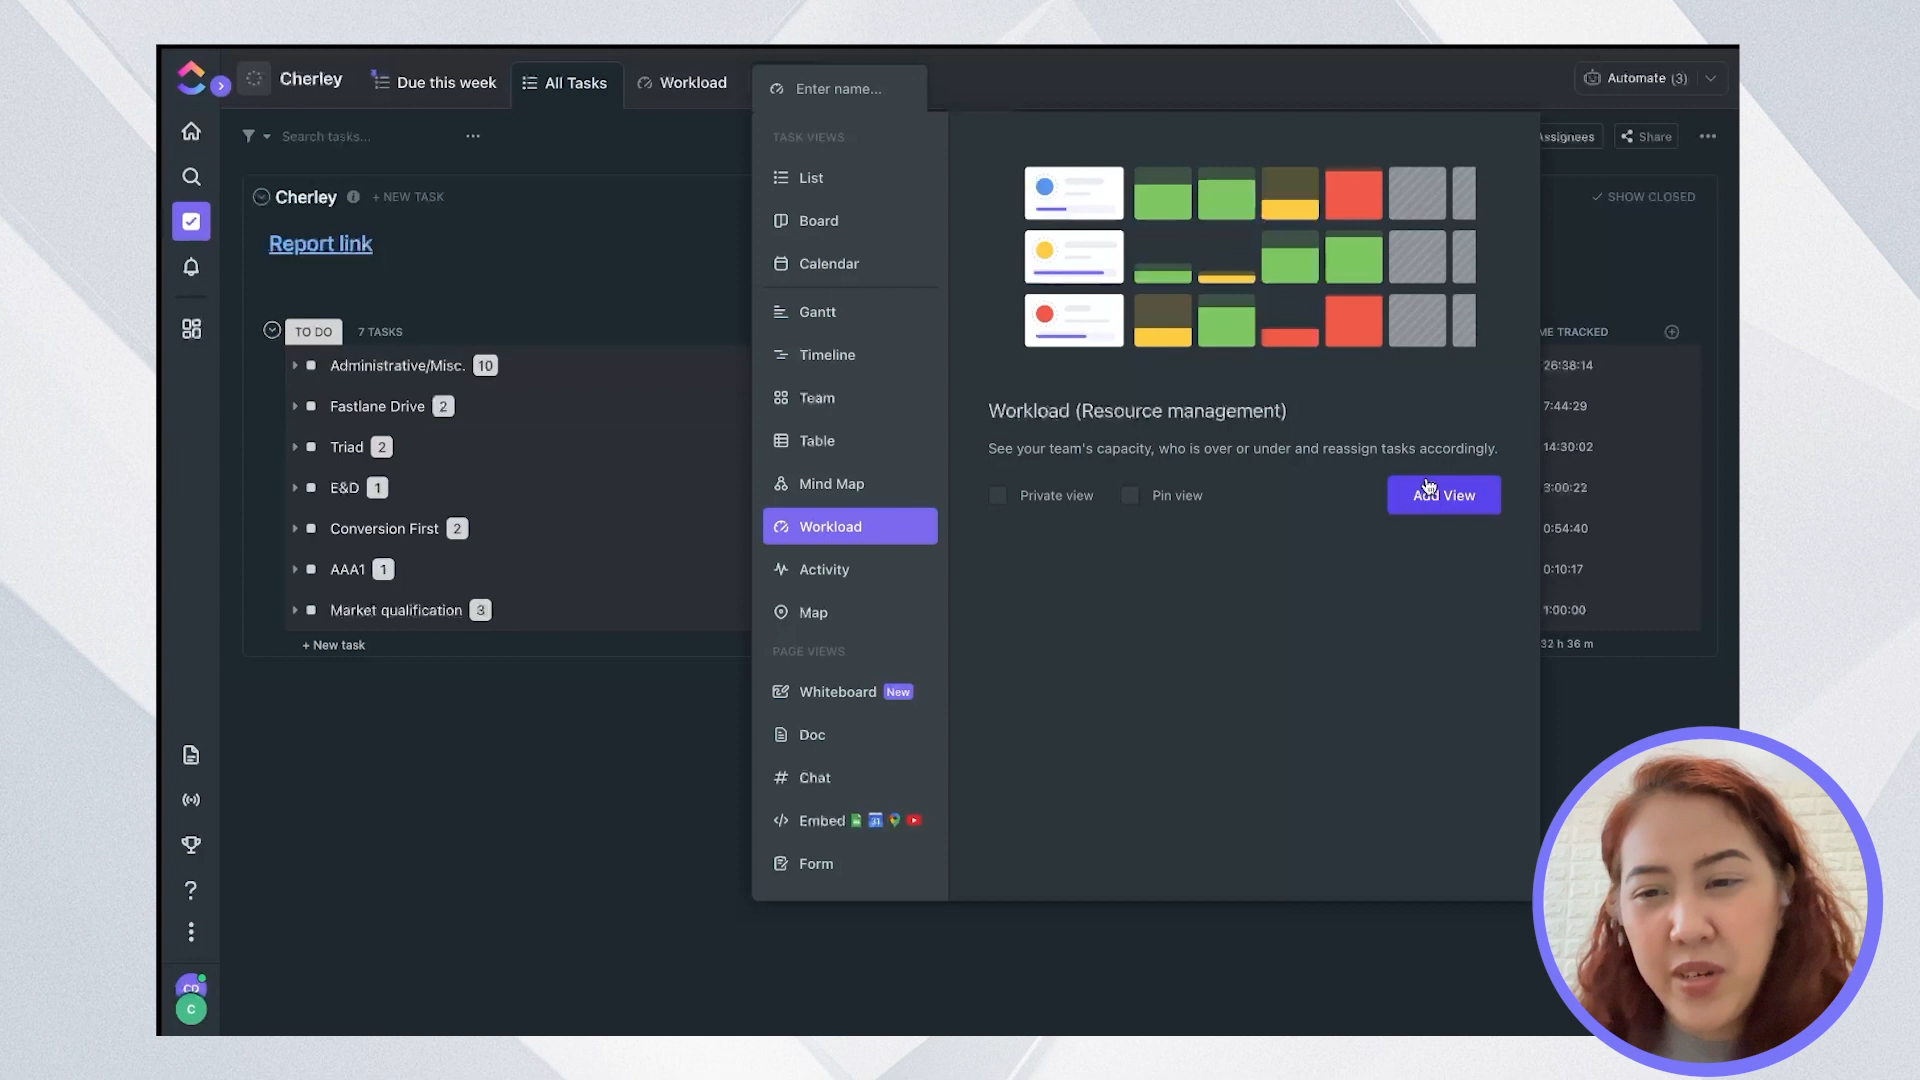 Cherley
Due this week
All Tasks
Workload
Enter name...
Automate (3)
Search tasks...
Assignees
Share
Cherley
+ NEW TASK
SHOW CLOSED
Report link
TO DO
7 TASKS
Administrative/Misc. 10
Fastlane Drive 2
Triad 2
E&D 1
Conversion First 2
AAA1 1
Market qualification 3
+ New task
TASK VIEWS
List
Board
Calendar
Gantt
Timeline
Team
Table
Mind Map
Workload
Activity
Map
PAGE VIEWS
Whiteboard New
Doc
Chat
Embed
Form
Workload (Resource management)
See your team's capacity, who is over or under and reassign tasks accordingly.
Private view
Pin view
Add View
ME TRACKED
26:38:14
7:44:29
14:30:02
3:00:22
0:54:40
0:10:17
1:00:00
32 h 36 m
CD
C